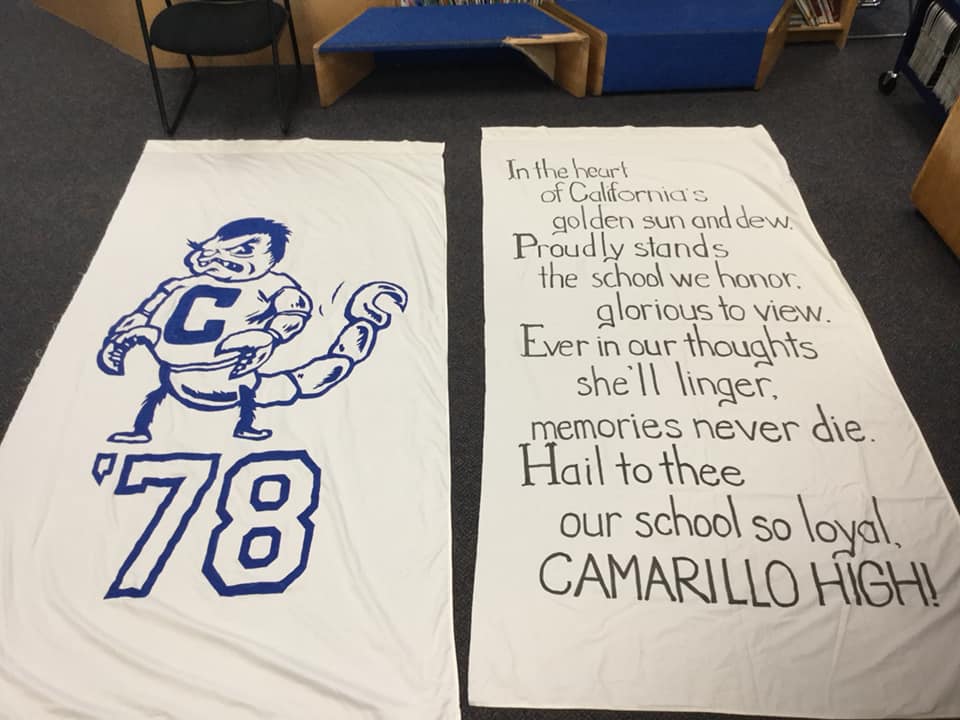 C
'78
In the heart
of California's
golden sun and dew.
Proudly stands
the school we honor,
glorious to view.
Ever in our thoughts
she'll linger,
memories never die.
Hail to thee
our school so loyal,
CAMARILLO HIGH!